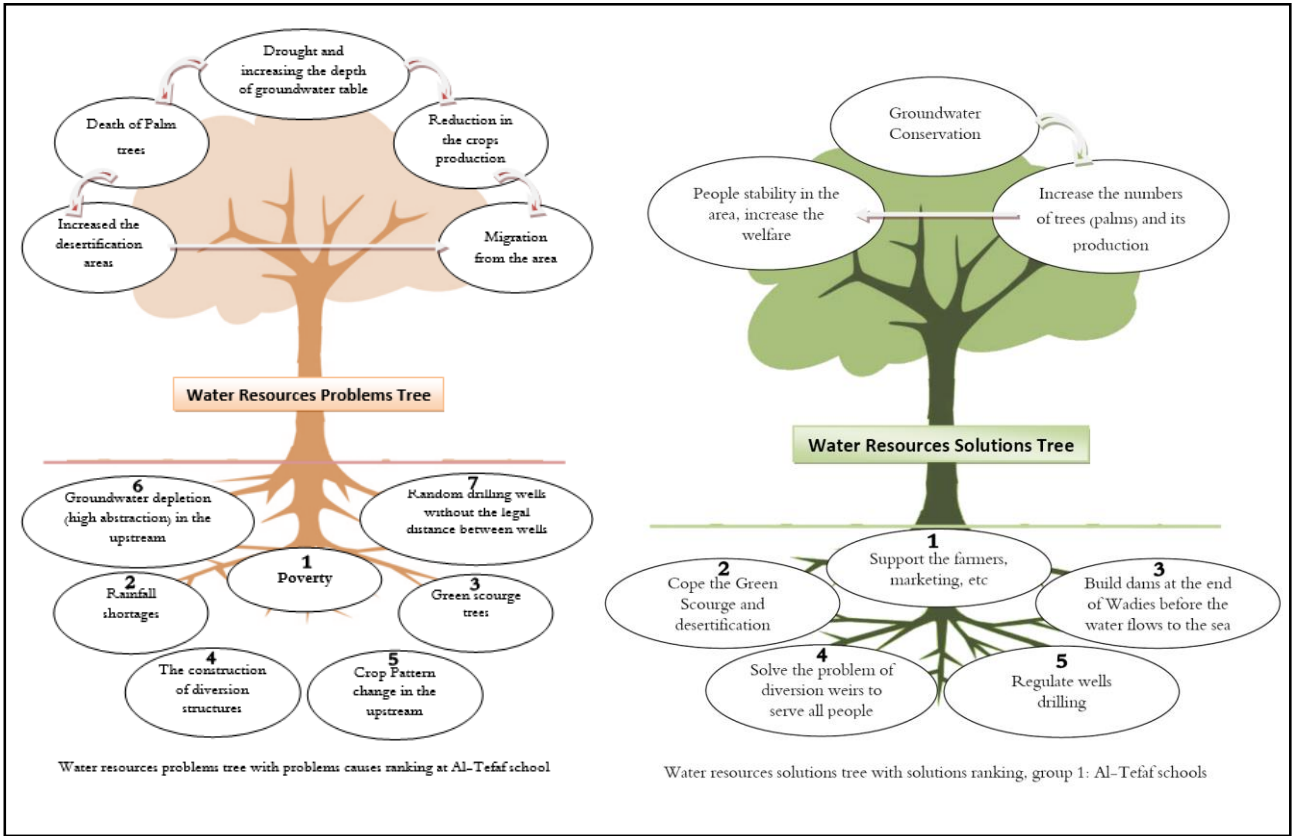 Drought and
increasing the depth
of groundwater table
Death of Palm
trees
Reduction in
the crops
production
Increased the
desertification
areas
Migration
from the area
Water Resources Problems Tree
6
Groundwater depletion
(high abstraction) in the
upstream
7
Random drilling wells
without the legal
distance between wells
1
Poverty
2
Rainfall
shortages
3
Green scourge
trees
4
The construction
of diversion
structures
5
Crop Pattern
change in the
upstream
Water resources problems tree with problems causes ranking at Al-Tefaf school
Groundwater
Conservation
People stability in the
area, increase the
welfare
Increase the numbers
of trees (palms) and its
production
Water Resources Solutions Tree
1
Support the farmers,
marketing, etc
2
Cope the Green
Scourge and
desertification
3
Build dams at the end
of Wadies before the
water flows to the sea
4
Solve the problem of
diversion weirs to
serve all people
5
Regulate wells
drilling
Water resources solutions tree with solutions ranking, group 1: Al-Tefaf schools